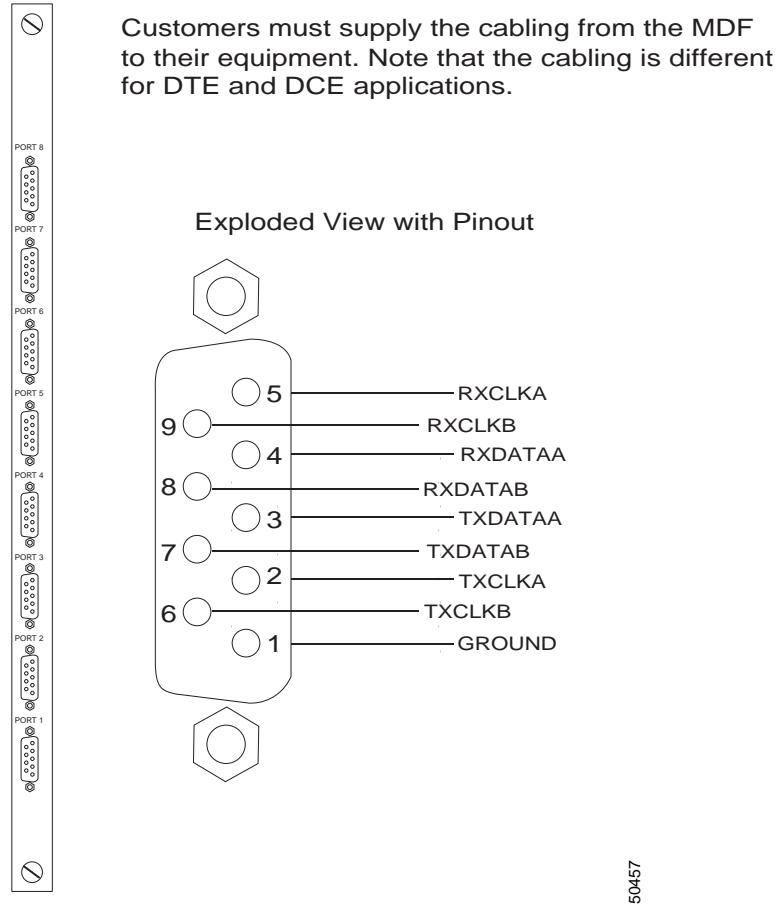 Customers must supply the cabling from the MDF
to their equipment. Note that the cabling is different
for DTE and DCE applications.
PORT 8
PORT 7
PORT 6
PORT 5
PORT 4
PORT 3
PORT 2
PORT 1
Exploded View with Pinout
5 RXCLKA
9 RXCLKB
4 RXDATAA
8 RXDATAB
3 TXDATAA
7 TXDATAB
2 TXCLKA
6 TXCLKB
1 GROUND
50457